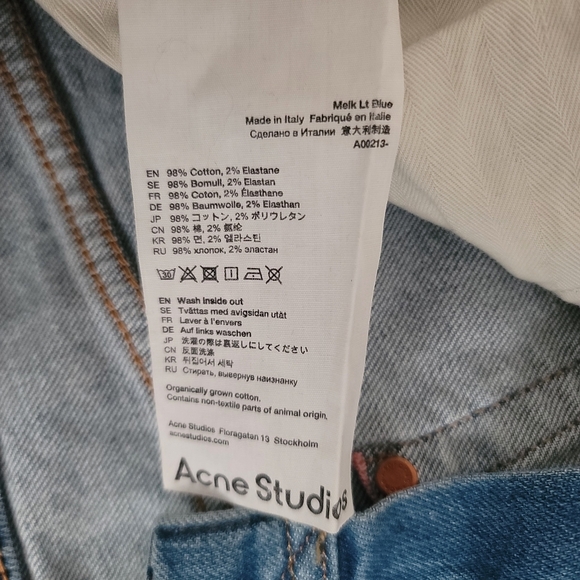 Melk Lt Blue
Made in Italy Fabriqué en Italie
Сделано в Италии 意大利制造
A00213-
EN 98% Cotton, 2% Elastane
SE 98% Bomull, 2% Elastan
FR 98% Coton, 2% Élasthane
DE 98% Baumwolle, 2% Elasthan
JP 98% コットン, 2% ポリウレタン
CN 98% 棉, 2% 氨纶
KR 98% 면, 2% 엘라스틴
RU 98% хлопок, 2% эластан
30
EN Wash inside out
SE Tvättas med avigsidan utåt
FR Laver à l'envers
DE Auf links waschen
JP 洗濯の際は裏返しにしてください
CN 反面洗涤
KR 뒤집어서 세탁
RU Стирать, вывернув наизнанку
Organically grown cotton.
Contains non-textile parts of animal origin.
Acne Studios Floragatan 13 Stockholm
acnestudios.com
Acne Studios